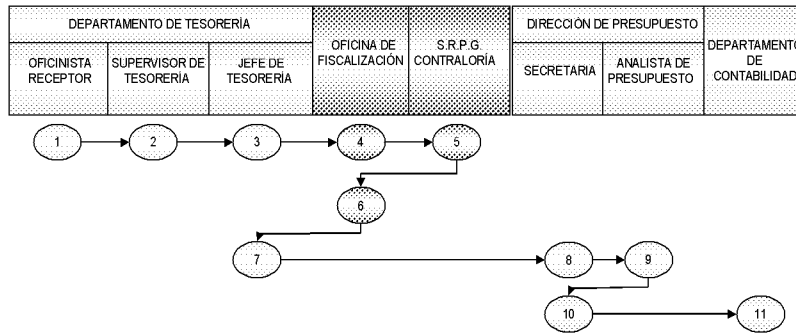 DEPARTAMENTO DE TESORERÍA
OFICINISTA
RECEPTOR
SUPERVISOR DE
TESORERÍA
JEFE DE
TESORERÍA
OFICINA DE
FISCALIZACIÓN
S.R.P.G.
CONTRALORÍA
DIRECCIÓN DE PRESUPUESTO
SECRETARIA
ANALISTA DE
PRESUPUESTO
DEPARTAMENTO
DE
CONTABILIDAD
1
2
3
4
5
6
7
8
9
10
11